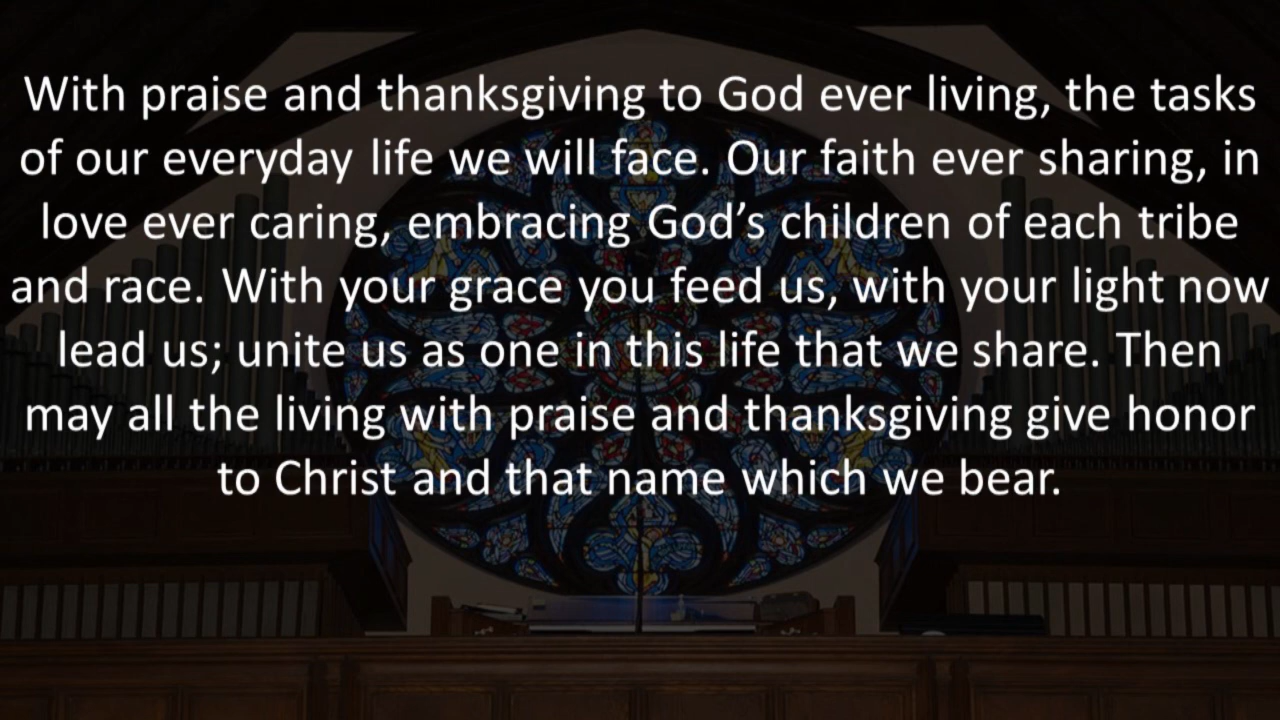 With praise and thanksgiving to God ever living, the tasks
of our everyday life we will face. Our faith ever sharing, in
love ever caring, embracing God’s children of each tribe
and race. With your grace you feed us, with your light now
lead us; unite us as one in this life that we share. Then
may all the living with praise and thanksgiving give honor
to Christ and that name which we bear.